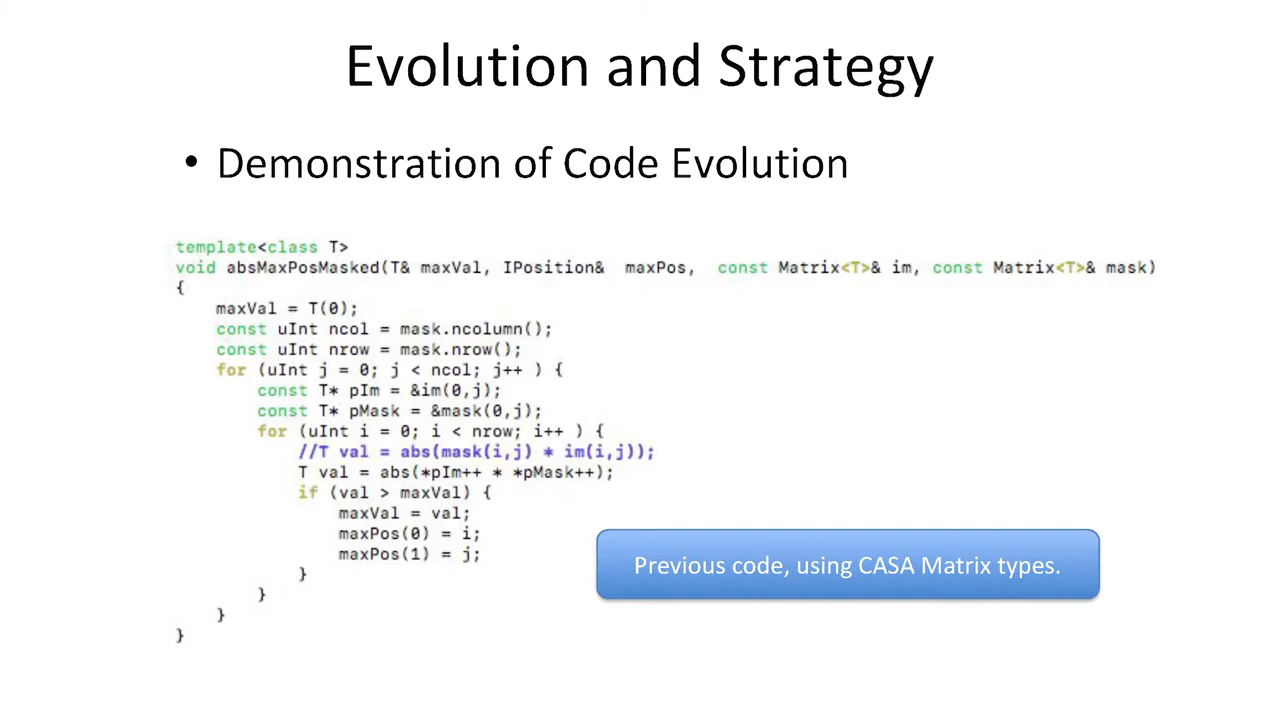 Evolution and Strategy
• Demonstration of Code Evolution
template<class T>
void absMaxPosMasked(T& maxVal, IPosition&  maxPos,  const Matrix<T>& im, const Matrix<T>& mask)
{
    maxVal = T(0);
    const uInt ncol = mask.ncolumn();
    const uInt nrow = mask.nrow();
    for (uInt j = 0; j < ncol; j++ ) {
        const T* pIm = &im(0,j);
        const T* pMask = &mask(0,j);
        for (uInt i = 0; i < nrow; i++ ) {
            //T val = abs(mask(i,j) * im(i,j));
            T val = abs(*pIm++ * *pMask++);
            if (val > maxVal) {
                maxVal = val;
                maxPos(0) = i;
                maxPos(1) = j;
            }
        }
    }
}
Previous code, using CASA Matrix types.